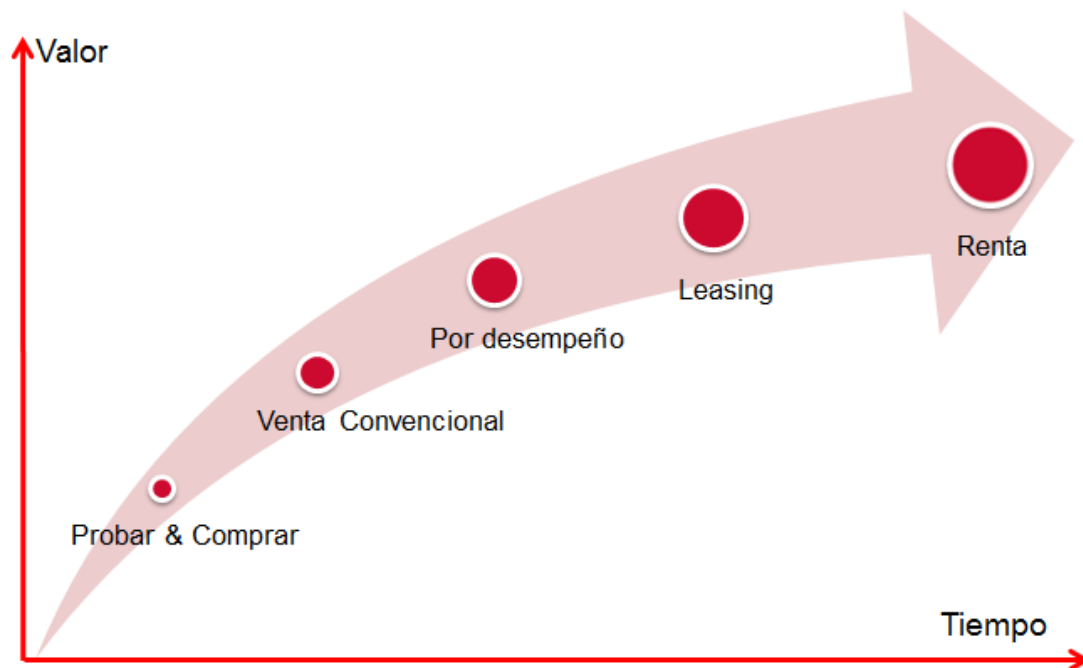 Valor
Renta
Leasing
Por desempeño
Venta Convencional
Probar & Comprar
Tiempo